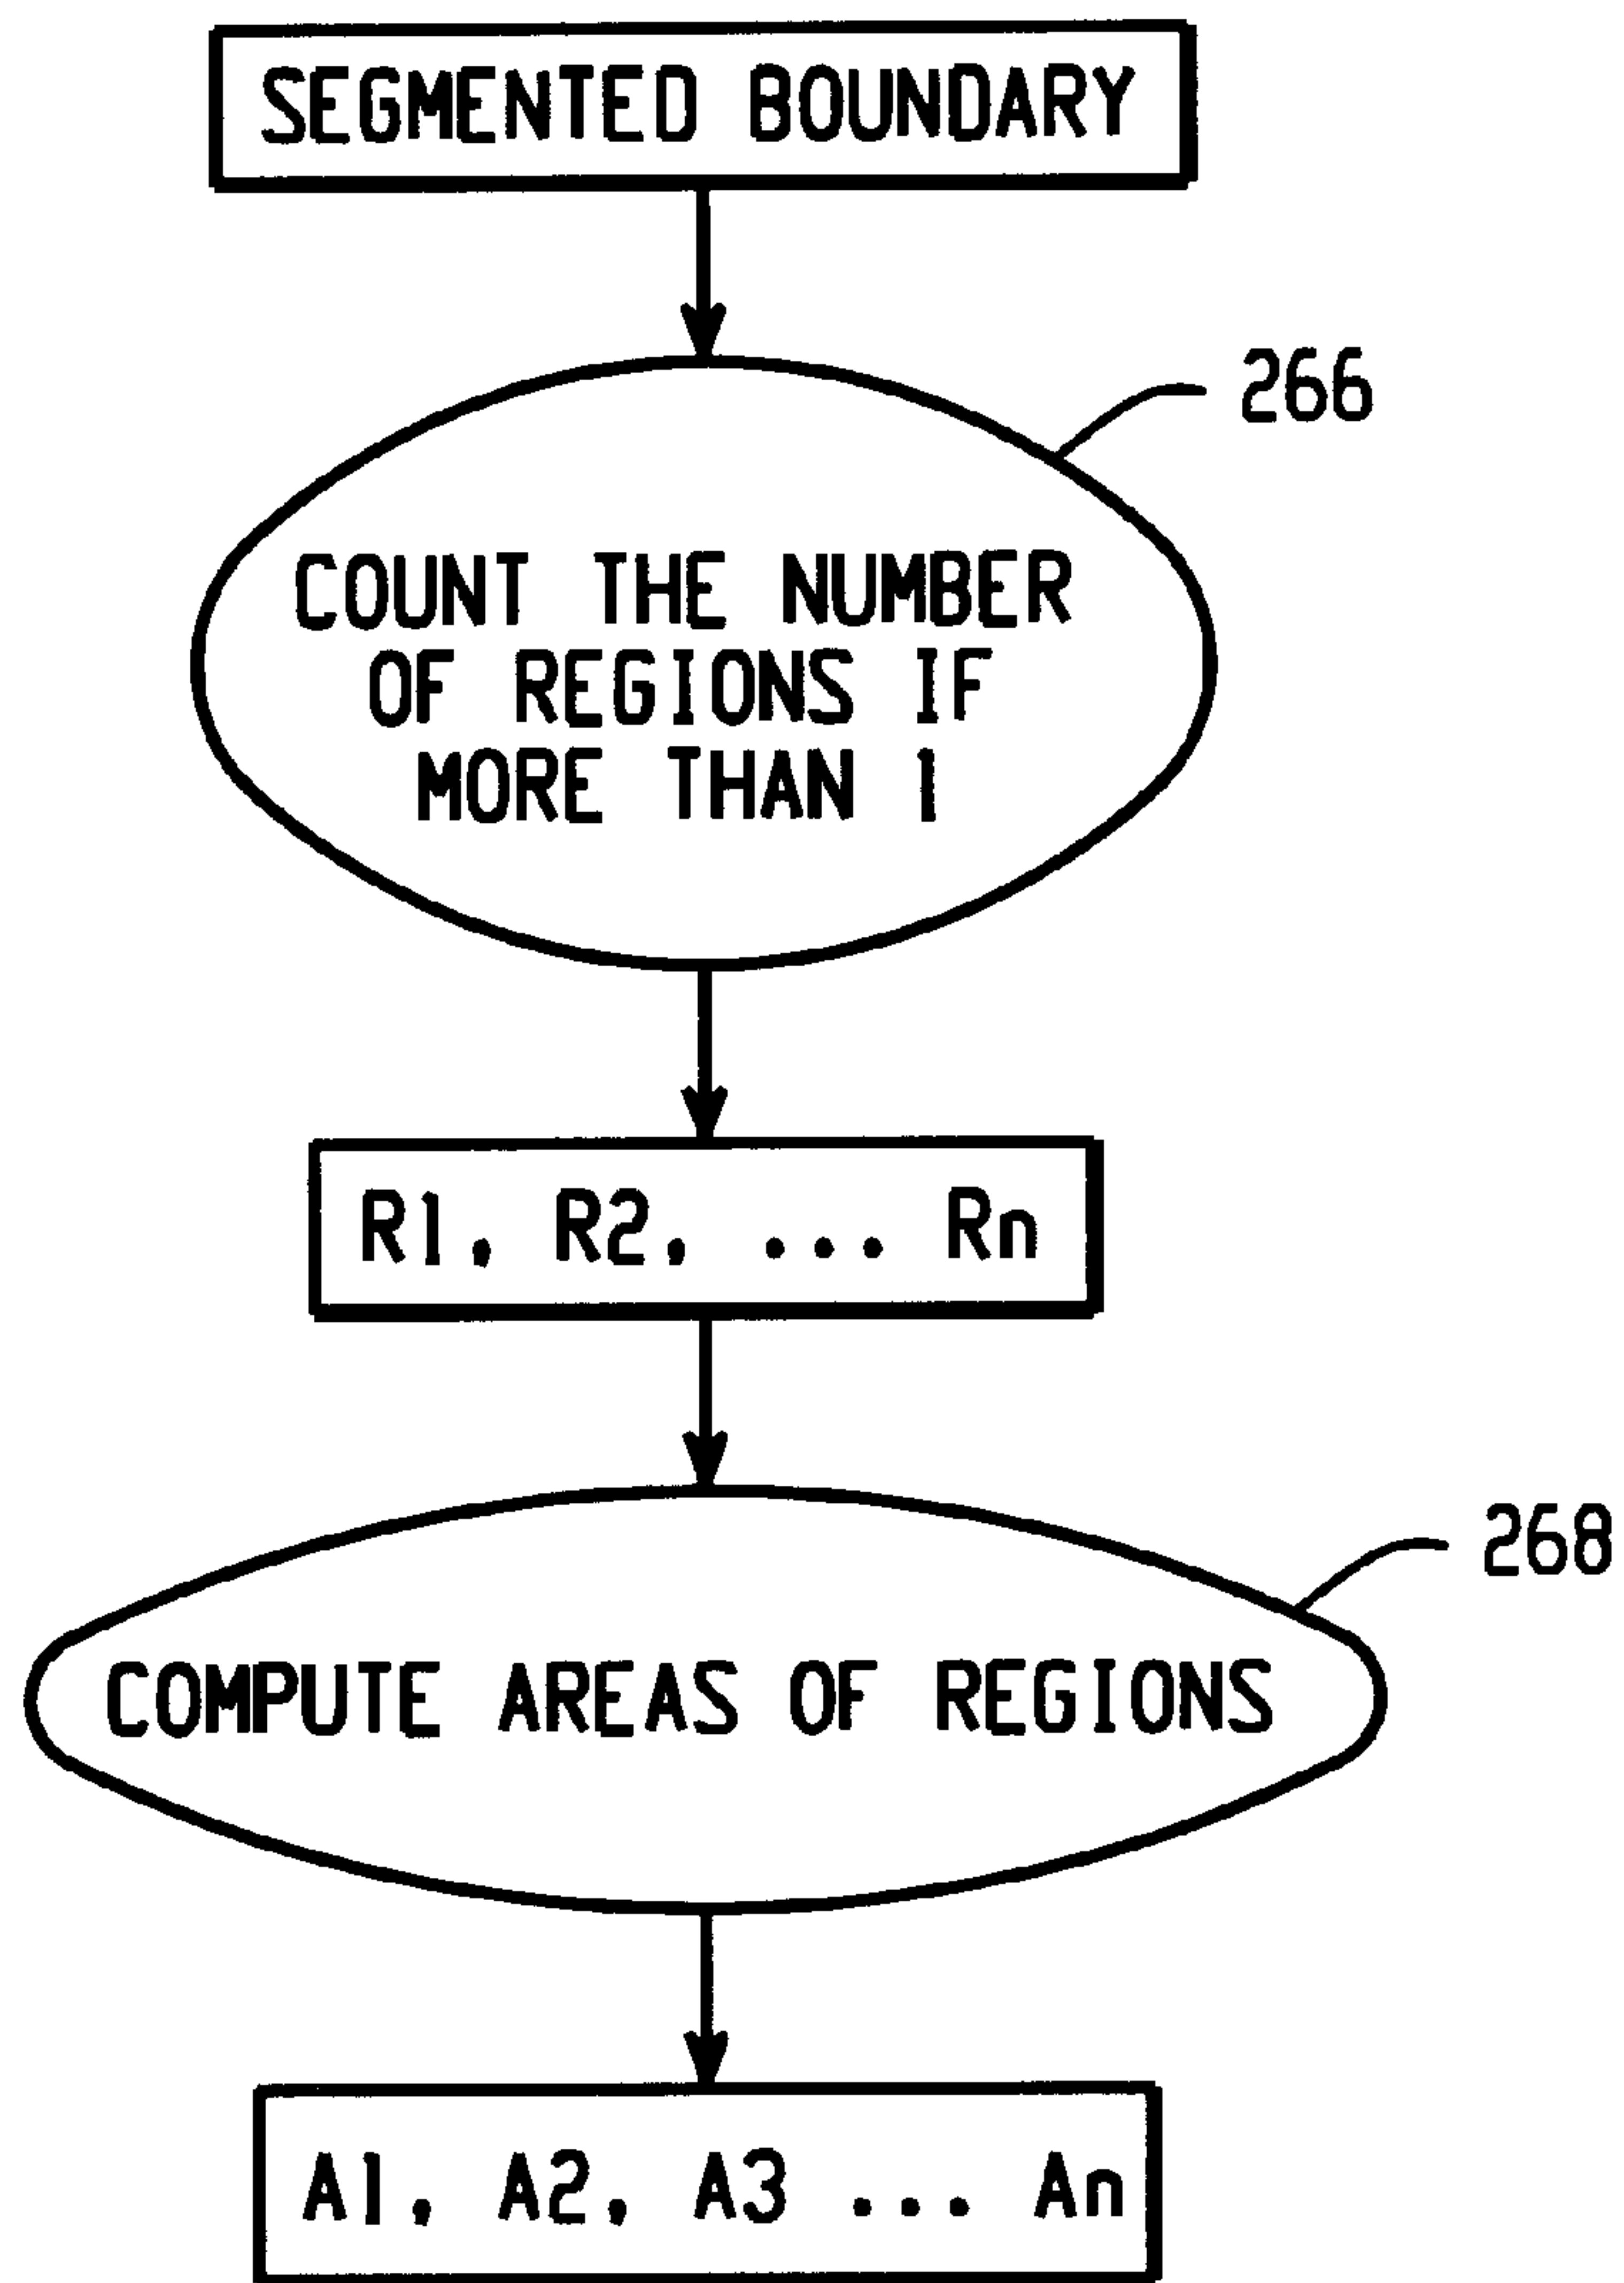 SEGMENTED BOUNDARY
266
COUNT THE NUMBER
OF REGIONS IF
MORE THAN 1
R1, R2, ... Rn
268
COMPUTE AREAS OF REGIONS
A1, A2, A3 ... An